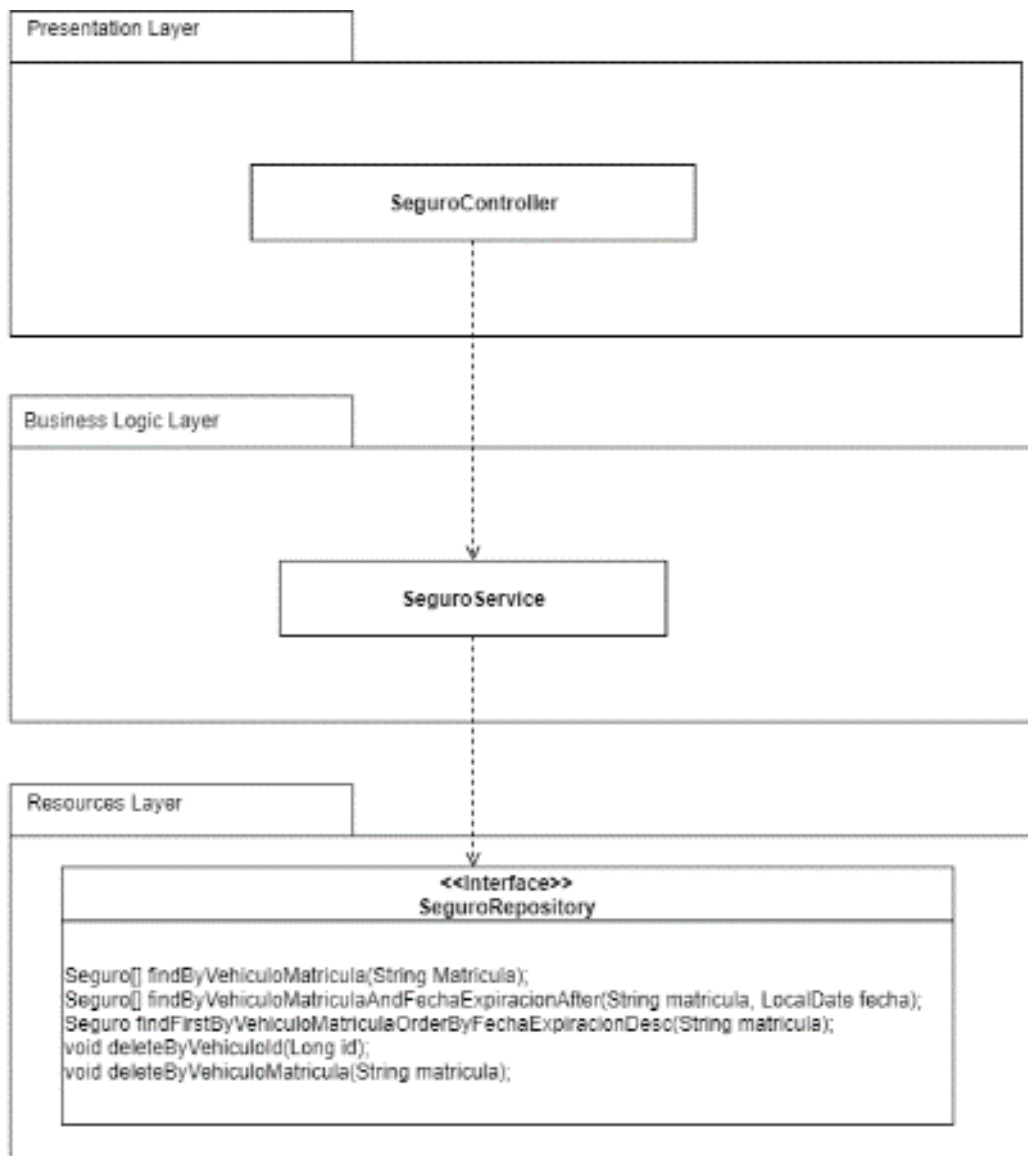 Presentation Layer
SeguroController
Business Logic Layer
SeguroService
Resources Layer
<<Interface>>
SeguroRepository
Seguro[] findByVehiculoMatricula(String Matricula);
Seguro[] findByVehiculoMatriculaAndFechaExpiracionAfter(String matricula, LocalDate fecha);
Seguro findFirstByVehiculoMatriculaOrderByFechaExpiracionDesc(String matricula);
void deleteByVehiculoId(Long id);
void deleteByVehiculoMatricula(String matricula);